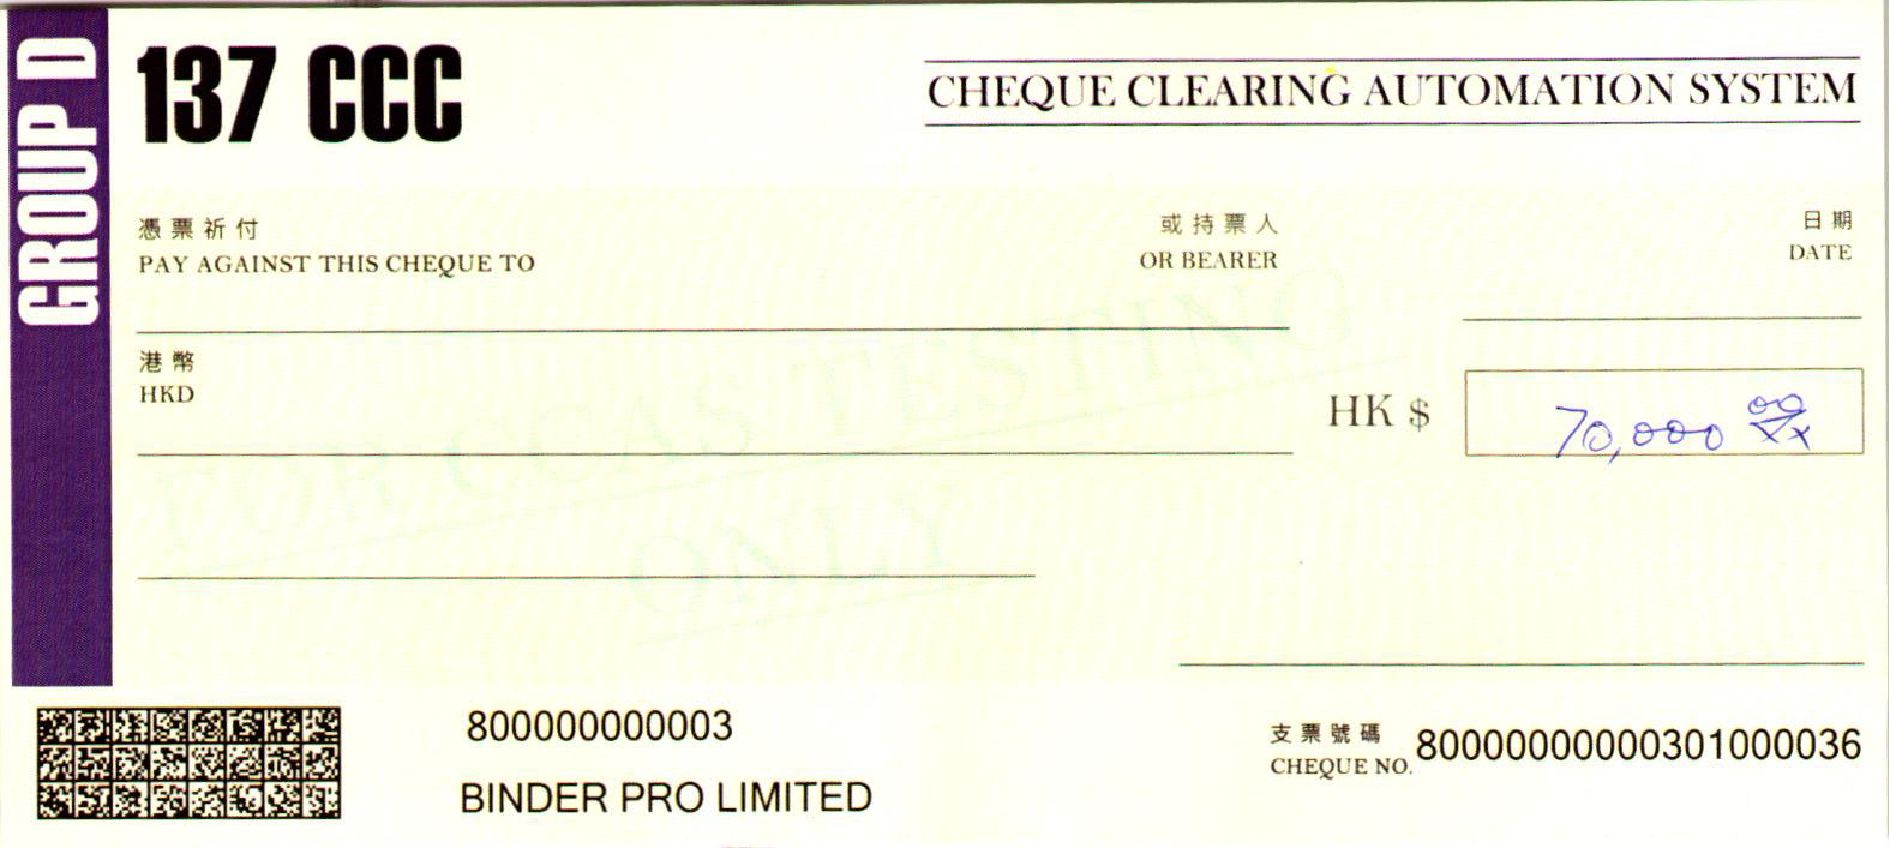 GROUP D
137 CCC
CHEQUE CLEARING AUTOMATION SYSTEM
憑票祈付
PAY AGAINST THIS CHEQUE TO
或持票人
OR BEARER
日期
DATE
港幣
HKD
HK $
70,000 00/xx
FOR CCAS TESTING
ONLY
800000000003
BINDER PRO LIMITED
支票號碼
CHEQUE NO. 80000000000301000036